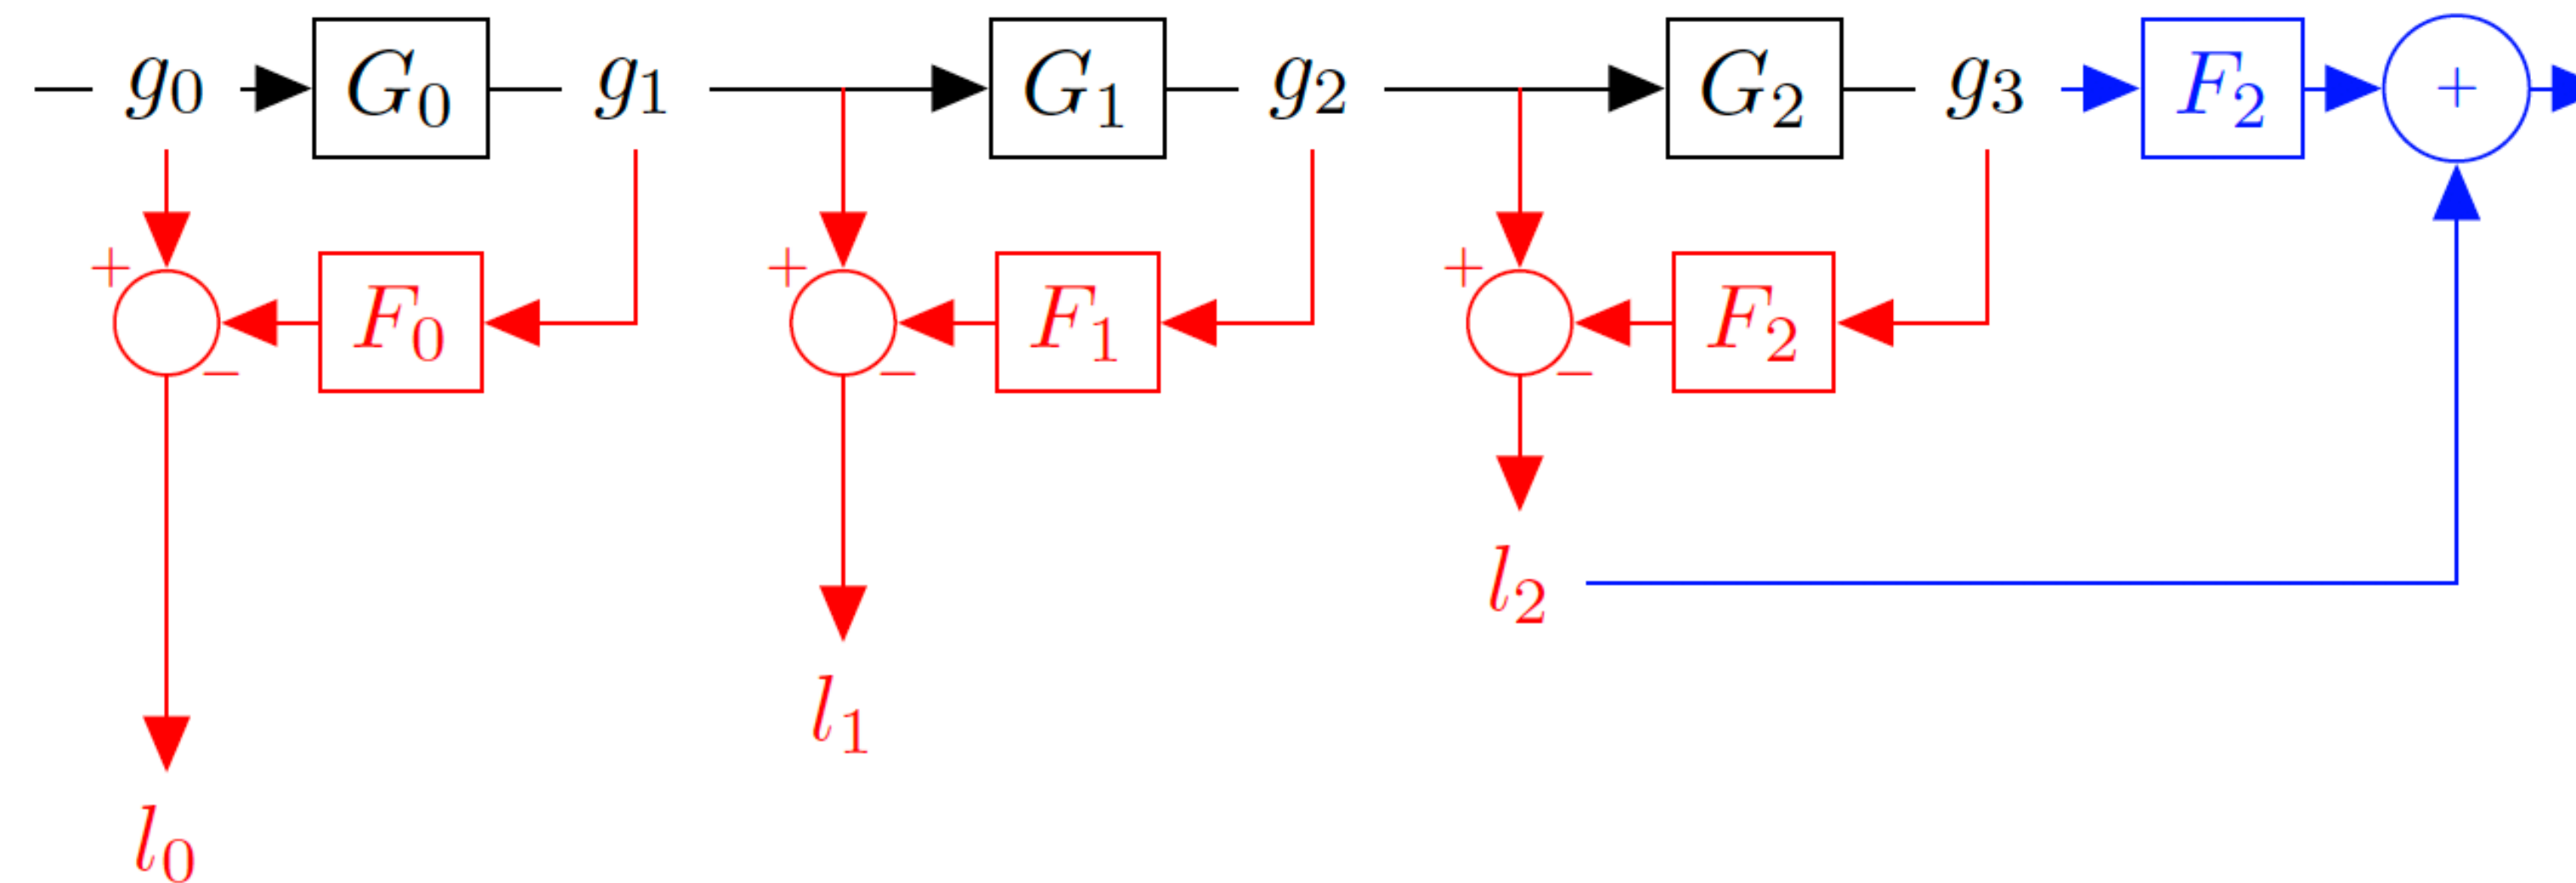 g₀ G₀ g₁ G₁ g₂ G₂ g₃ F₂ +
+ F₀ − + F₁ − + F₂ −
l₂
l₁
l₀